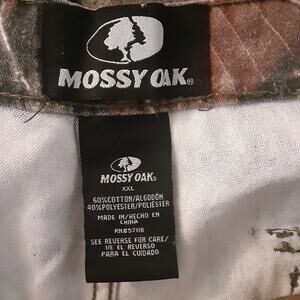 MOSSY OAK®
MOSSY OAK®
XXL
60%COTTON/ALGODÓN
40%POLYESTER/POLIÉSTER
MADE IN/HECHO EN
CHINA
RN#57116
SEE REVERSE FOR CARE/
VE EL REVERSO
PARA EL CUIDADO